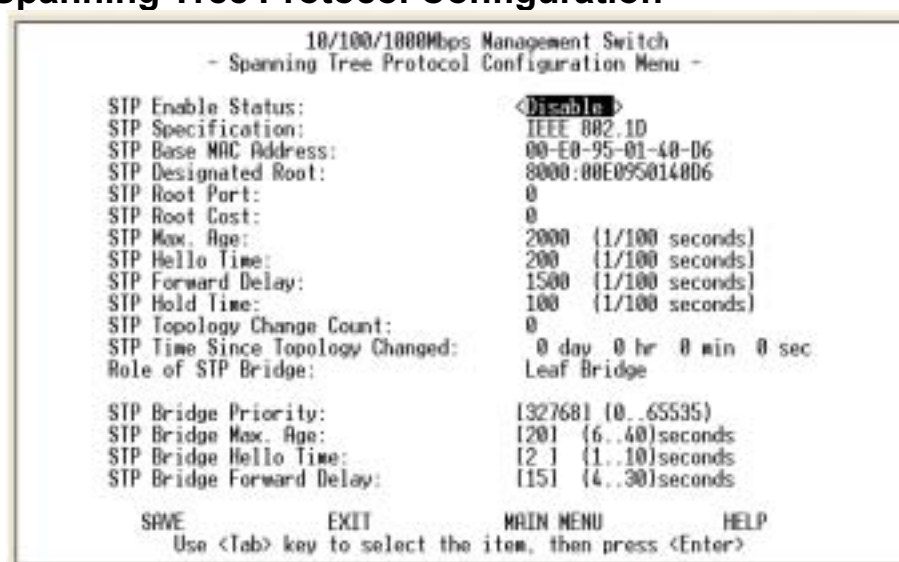 Spanning Tree Protocol Configuration
10/100/1000Mbps Management Switch
- Spanning Tree Protocol Configuration Menu -
STP Enable Status: <Disable >
STP Specification: IEEE 802.1D
STP Base MAC Address: 00-E0-95-01-40-D6
STP Designated Root: 8000:00E0950140D6
STP Root Port: 0
STP Root Cost: 0
STP Max. Age: 2000 (1/100 seconds)
STP Hello Time: 200 (1/100 seconds)
STP Forward Delay: 1500 (1/100 seconds)
STP Hold Time: 100 (1/100 seconds)
STP Topology Change Count: 0
STP Time Since Topology Changed: 0 day 0 hr 0 min 0 sec
Role of STP Bridge: Leaf Bridge
STP Bridge Priority: [32768] (0..65535)
STP Bridge Max. Age: [20] (6..40)seconds
STP Bridge Hello Time: [2 ] (1..10)seconds
STP Bridge Forward Delay: [15] (4..30)seconds
SAVE EXIT MAIN MENU HELP
Use <Tab> key to select the item, then press <Enter>